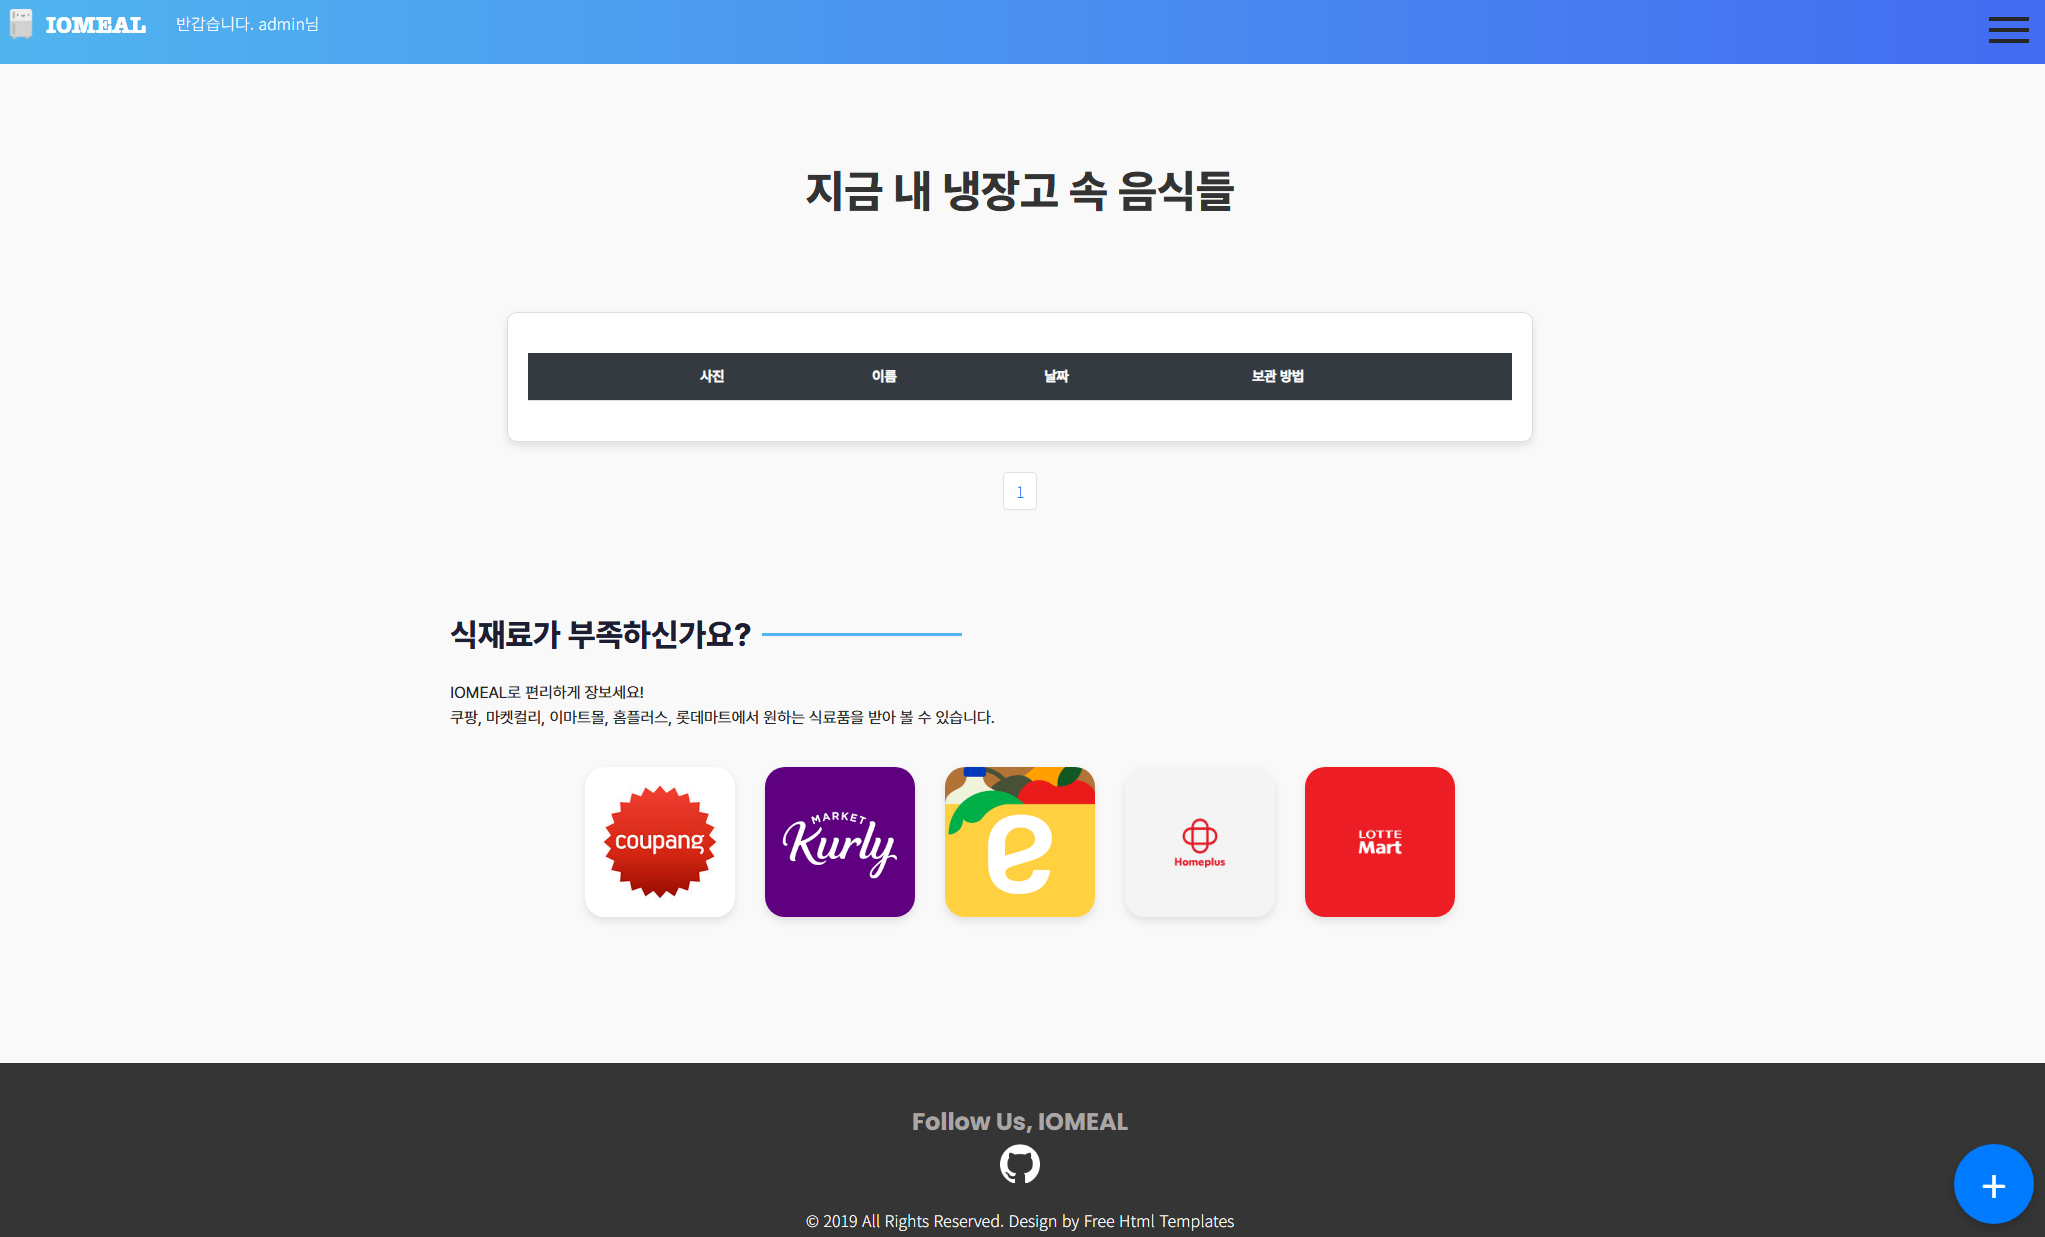 IOMEAL 반갑습니다. admin님
지금 내 냉장고 속 음식들
사진 이름 날짜 보관 방법
1
식재료가 부족하신가요?
IOMEAL로 편리하게 장보세요!
쿠팡, 마켓컬리, 이마트몰, 홈플러스, 롯데마트에서 원하는 식료품을 받아 볼 수 있습니다.
coupang
MARKET
Kurly
e
Homeplus
LOTTE
Mart
Follow Us, IOMEAL
+
© 2019 All Rights Reserved. Design by Free Html Templates